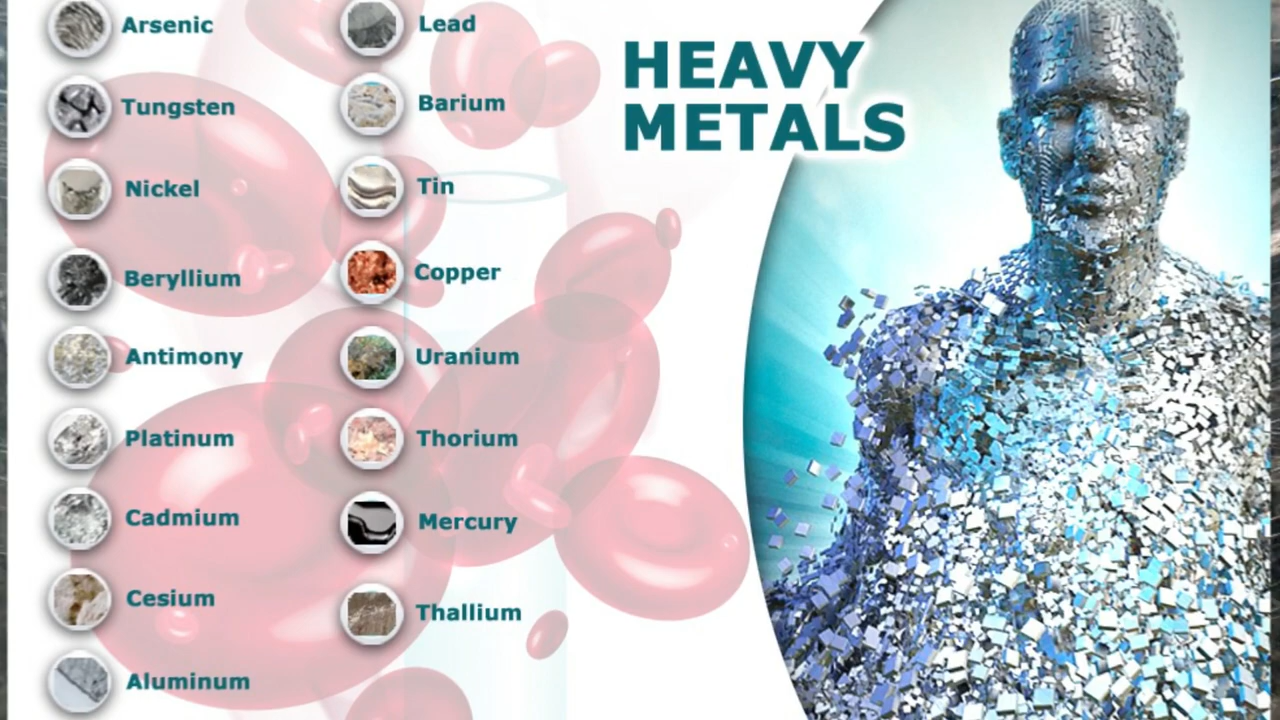 HEAVY
METALS
Arsenic
Tungsten
Nickel
Beryllium
Antimony
Platinum
Cadmium
Cesium
Aluminum
Lead
Barium
Tin
Copper
Uranium
Thorium
Mercury
Thallium